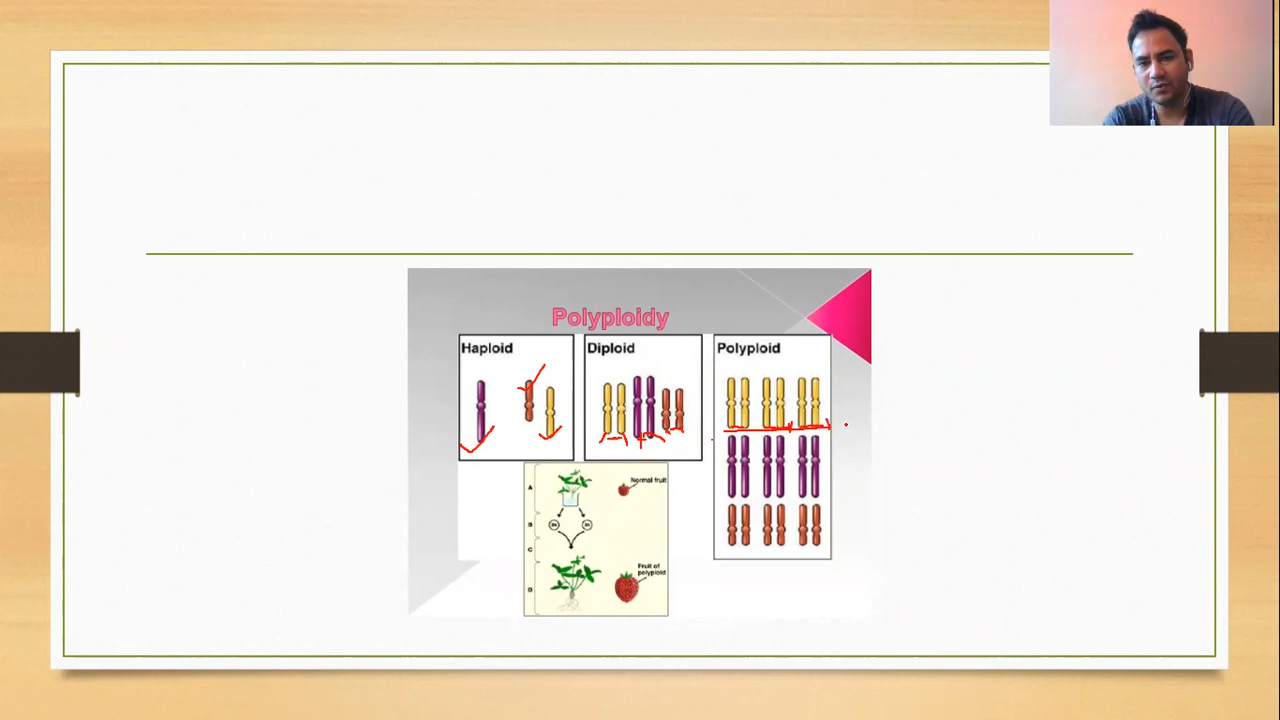 Polyploidy
Haploid
Diploid
Polyploid
A
Normal fruit
B
C
Fruit of
polyploid
D